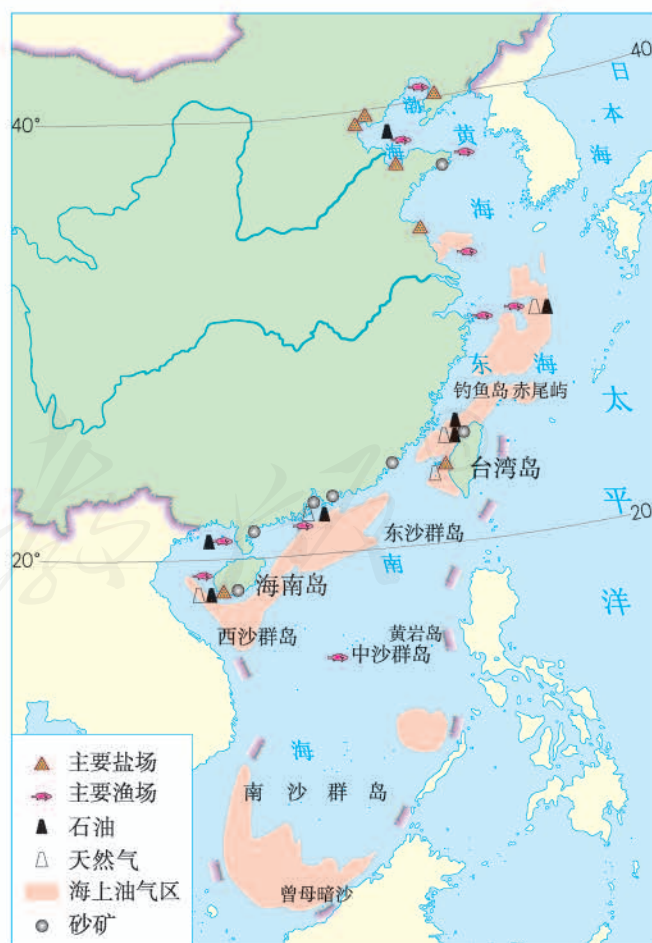 40°
40°
日本海
渤海
黄海
东海
钓鱼岛 赤尾屿
太平洋
台湾岛
20°
20°
东沙群岛
南海
海南岛
西沙群岛
黄岩岛
中沙群岛
南沙群岛
曾母暗沙
主要盐场
主要渔场
石油
天然气
海上油气区
砂矿